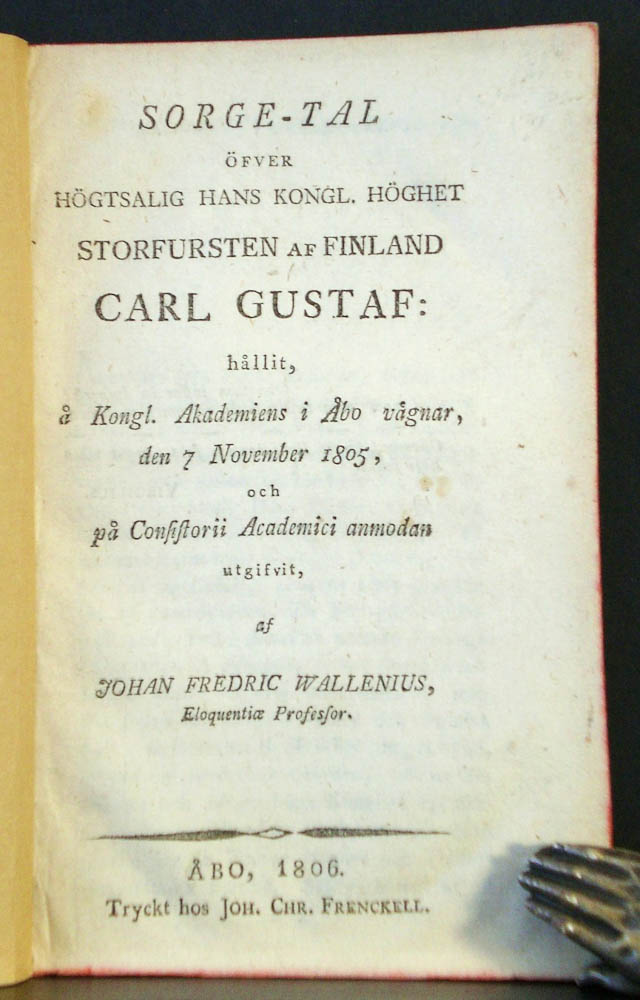 SORGE-TAL
ÖFVER
HÖGTSALIG HANS KONGL. HÖGHET
STORFURSTEN AF FINLAND
CARL GUSTAF:
hållit,
å Kongl. Akademiens i Åbo vågnar,
den 7 November 1805,
och
på Conſiſtorii Academici anmodan
utgifvit,
af
JOHAN FREDRIC WALLENIUS,
Eloquentiæ Profeſſor.
ÅBO, 1806.
Tryckt hos JOH. CHR. FRENCKELL.